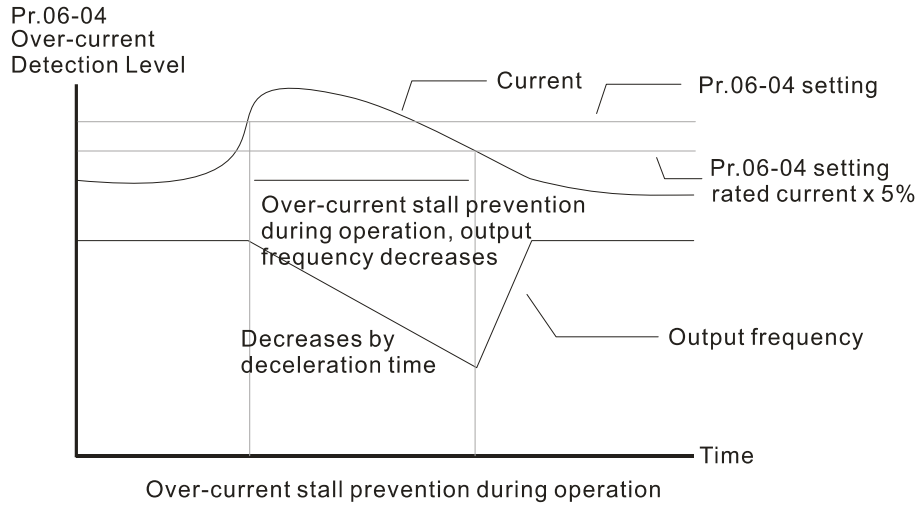 Pr.06-04
Over-current
Detection Level
Current
Pr.06-04 setting
Pr.06-04 setting
rated current x 5%
Over-current stall prevention
during operation, output
frequency decreases
Decreases by
deceleration time
Output frequency
Time
Over-current stall prevention during operation